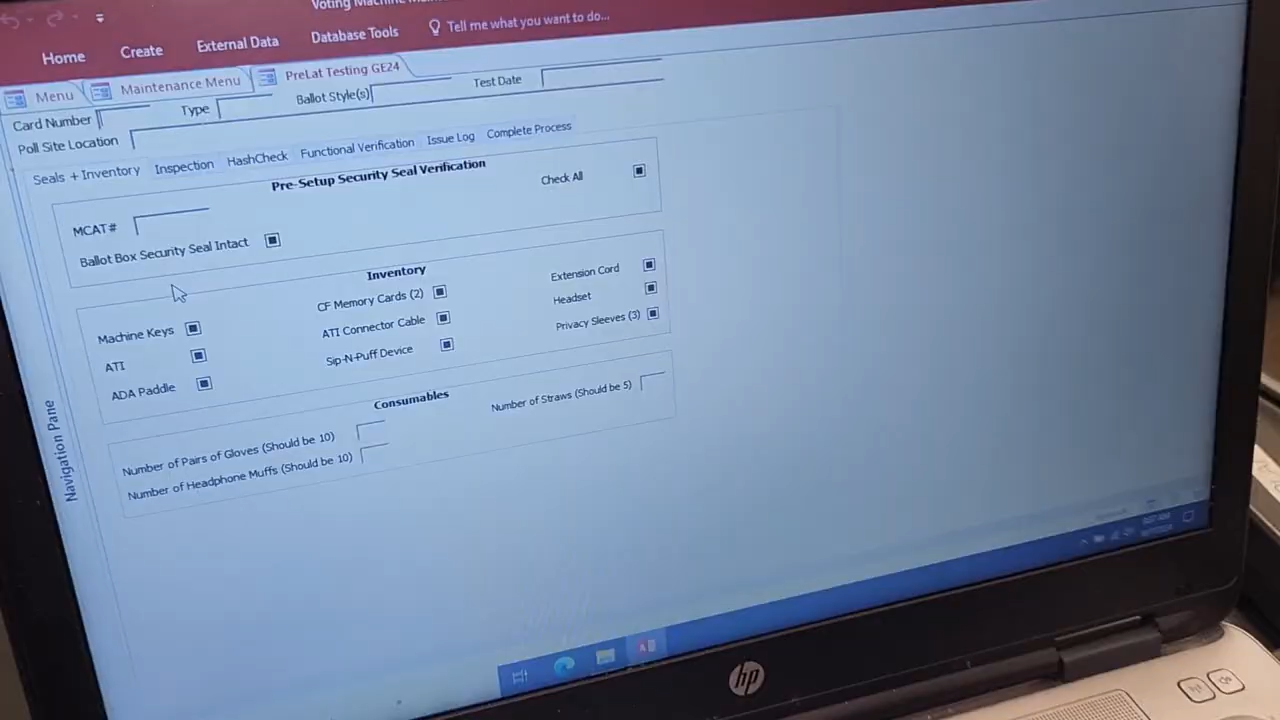 Voting Machine
Home Create External Data Database Tools Tell me what you want to do...
Menu Maintenance Menu PreLat Testing GE24
Card Number Type Ballot Style(s) Test Date
Poll Site Location
Seals + Inventory Inspection HashCheck Functional Verification Issue Log Complete Process
Pre-Setup Security Seal Verification
Check All
MCAT#
Ballot Box Security Seal Intact
Inventory
Machine Keys CF Memory Cards (2) Extension Cord
ATI ATI Connector Cable Headset
ADA Paddle Sip-N-Puff Device Privacy Sleeves (3)
Consumables
Number of Pairs of Gloves (Should be 10) Number of Straws (Should be 5)
Number of Headphone Muffs (Should be 10)
Navigation Pane
hp